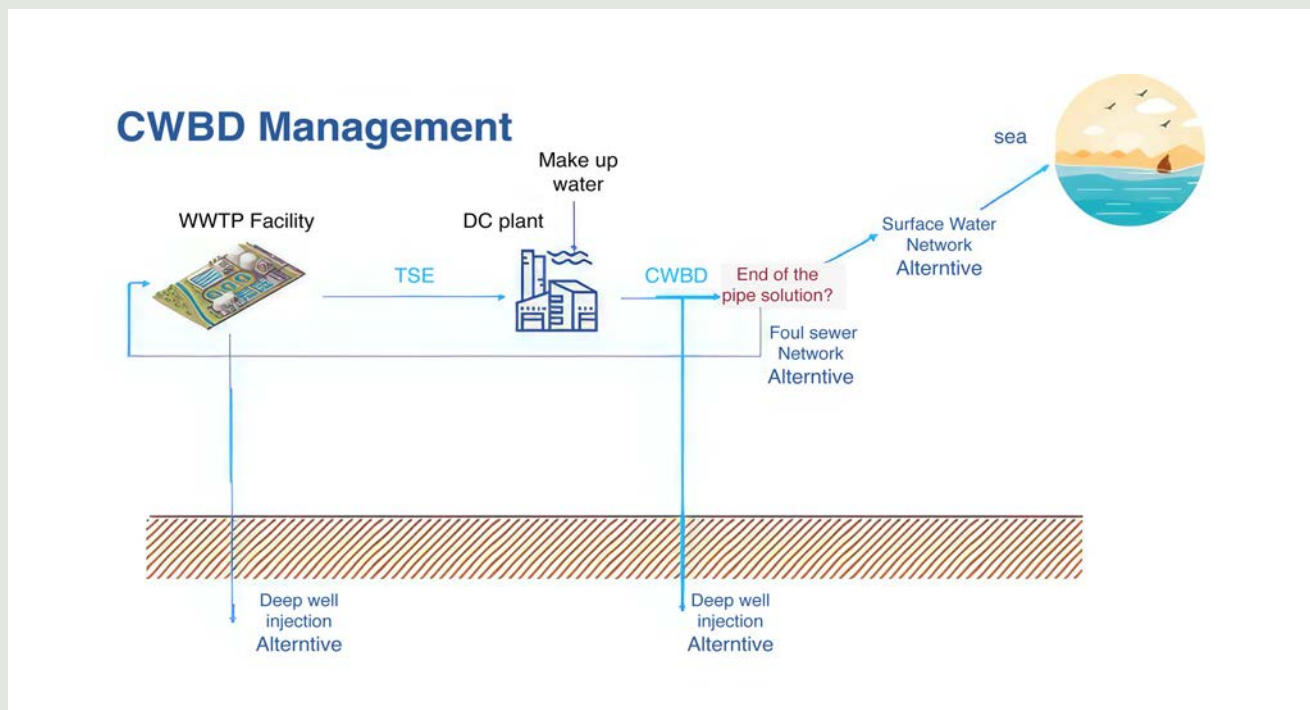 CWBD Management
Make up
water
sea
WWTP Facility
DC plant
Surface Water
Network
Alterntive
TSE
CWBD
End of the
pipe solution?
Foul sewer
Network
Alterntive
Deep well
injection
Alterntive
Deep well
injection
Alterntive